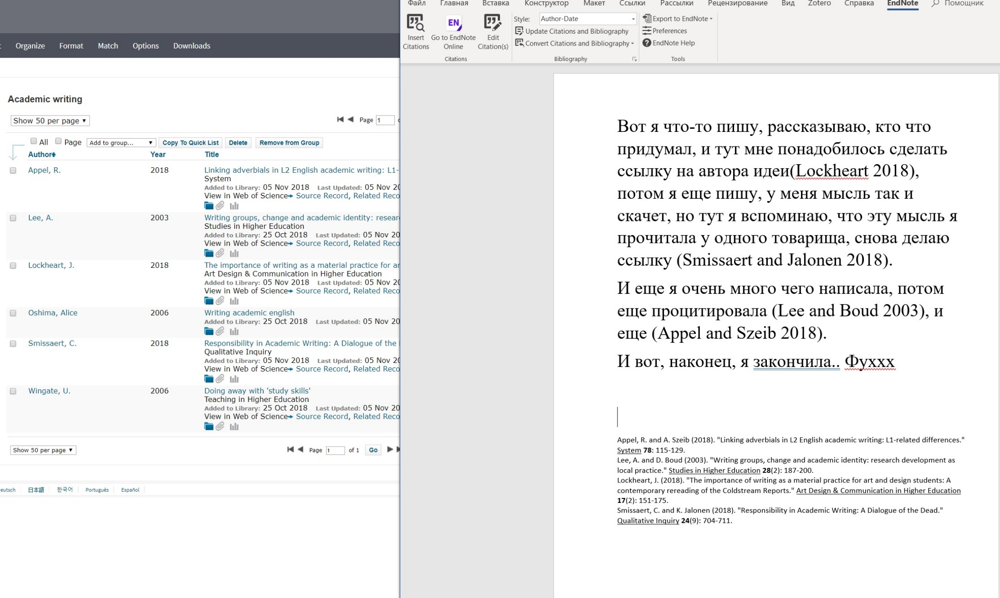 Organize Format Match Options Downloads
Academic writing
Show 50 per page
Page 1
All Page Add to group... Copy To Quick List Delete Remove from Group
Author Year Title
Appel, R. 2018 Linking adverbials in L2 English academic writing: L1-
System
Added to Library: 05 Nov 2018 Last Updated: 05 Nov 20
View in Web of Science Source Record, Related Reco
Lee, A. 2003 Writing groups, change and academic identity: resear
Studies in Higher Education
Added to Library: 25 Oct 2018 Last Updated: 05 Nov 20
View in Web of Science Source Record, Related Reco
Lockheart, J. 2018 The importance of writing as a material practice for ar
Art Design & Communication in Higher Education
Added to Library: 05 Nov 2018 Last Updated: 05 Nov 20
View in Web of Science Source Record, Related Reco
Oshima, Alice 2006 Writing academic english
Added to Library: 25 Oct 2018 Last Updated: 05 Nov 20
Smissaert, C. 2018 Responsibility in Academic Writing: A Dialogue of the
Qualitative Inquiry
Added to Library: 05 Nov 2018 Last Updated: 05 Nov 20
View in Web of Science Source Record, Related Reco
Wingate, U. 2006 Doing away with 'study skills'
Teaching in Higher Education
Added to Library: 25 Oct 2018 Last Updated: 05 Nov 20
View in Web of Science Source Record, Related Reco
Show 50 per page Page 1 of 1 Go
eutsch 日本語 한국어 Português Español
Файл Главная Вставка Конструктор Макет Ссылки Рассылки Рецензирование Вид Zotero Справка EndNote Помощник
Insert Citations
Go to EndNote Online
Edit Citation(s)
Citations
Style: Author-Date
Update Citations and Bibliography
Convert Citations and Bibliography
Bibliography
Export to EndNote
Preferences
EndNote Help
Tools
Вот я что-то пишу, рассказываю, кто что
придумал, и тут мне понадобилось сделать
ссылку на автора идеи(Lockheart 2018),
потом я еще пишу, у меня мысль так и
скачет, но тут я вспоминаю, что эту мысль я
прочитала у одного товарища, снова делаю
ссылку (Smissaert and Jalonen 2018).
И еще я очень много чего написала, потом
еще процитировала (Lee and Boud 2003), и
еще (Appel and Szeib 2018).
И вот, наконец, я закончила.. Фуххх
Appel, R. and A. Szeib (2018). "Linking adverbials in L2 English academic writing: L1-related differences."
System 78: 115-129.
Lee, A. and D. Boud (2003). "Writing groups, change and academic identity: research development as
local practice." Studies in Higher Education 28(2): 187-200.
Lockheart, J. (2018). "The importance of writing as a material practice for art and design students: A
contemporary rereading of the Coldstream Reports." Art Design & Communication in Higher Education
17(2): 151-175.
Smissaert, C. and K. Jalonen (2018). "Responsibility in Academic Writing: A Dialogue of the Dead."
Qualitative Inquiry 24(9): 704-711.